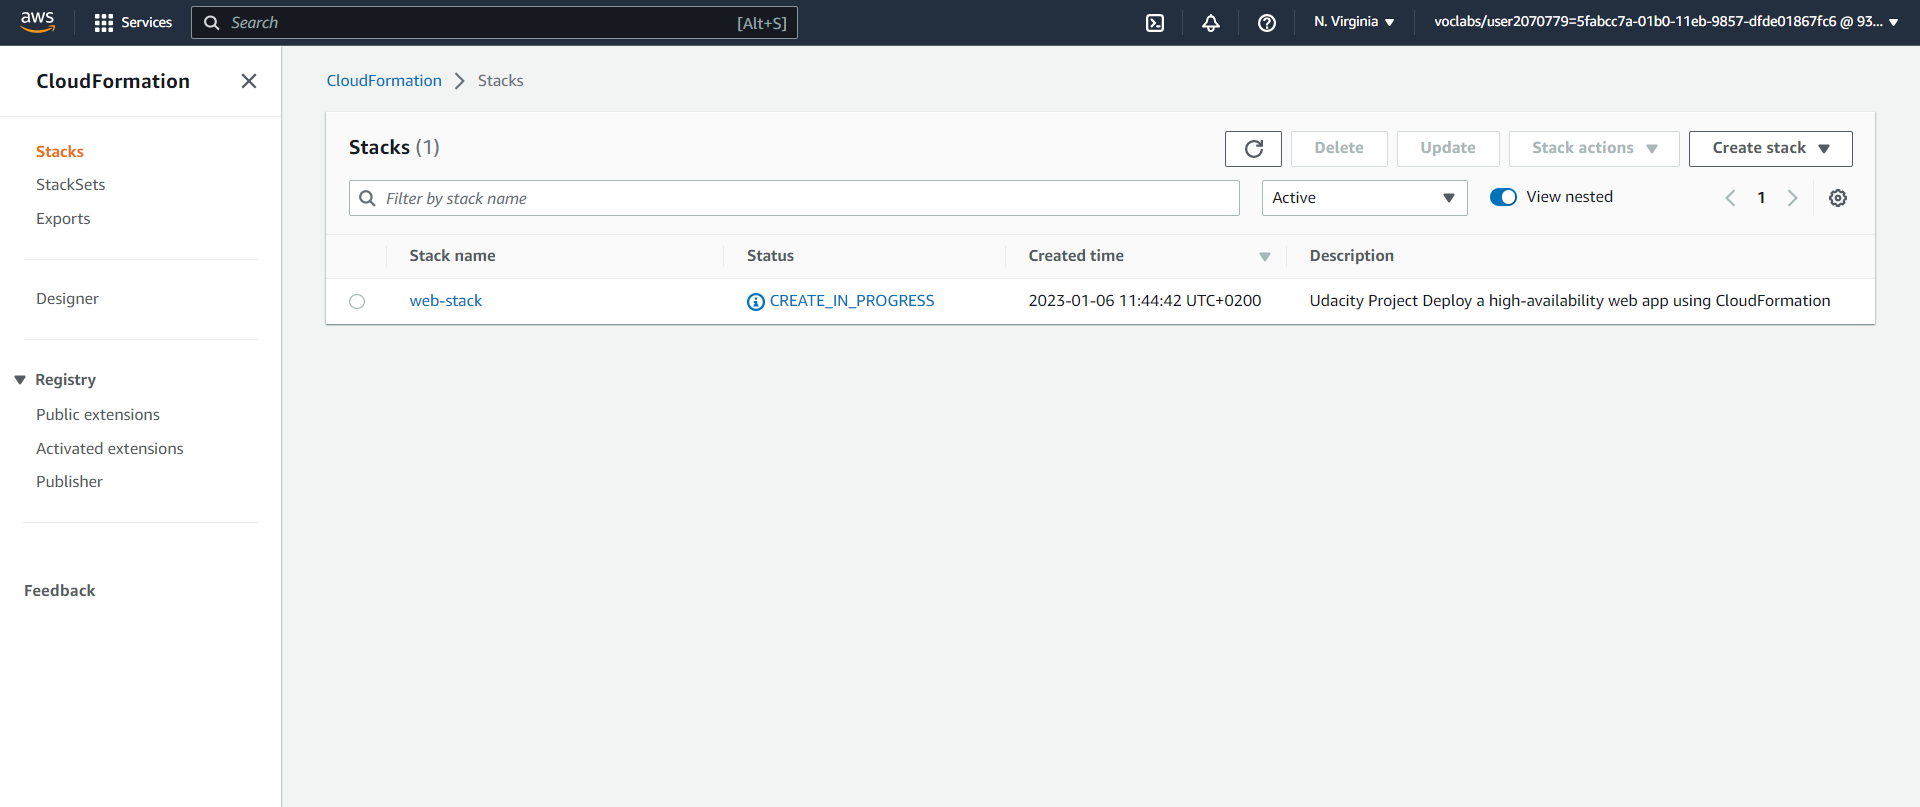 aws
Services
Search
[Alt+S]
N. Virginia
voclabs/user2070779=5fabcc7a-01b0-11eb-9857-dfde01867fc6 @ 93...
CloudFormation
Stacks
StackSets
Exports
Designer
Registry
Public extensions
Activated extensions
Publisher
Feedback
CloudFormation
Stacks
Stacks (1)
Delete
Update
Stack actions
Create stack
Filter by stack name
Active
View nested
1
Stack name
Status
Created time
Description
web-stack
CREATE_IN_PROGRESS
2023-01-06 11:44:42 UTC+0200
Udacity Project Deploy a high-availability web app using CloudFormation